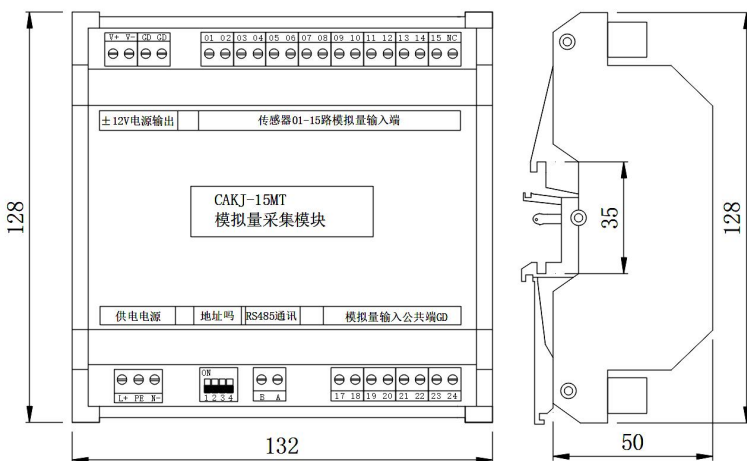 V+ V- GD GD
01 02 03 04 05 06 07 08 09 10 11 12 13 14 15 NC
±12V电源输出
传感器01-15路模拟量输入端
CAKJ-15MT
模拟量采集模块
供电电源
地址吗
RS485通讯
模拟量输入公共端GD
L+ PE N-
ON
1 2 3 4
B A
17 18 19 20 21 22 23 24
128
132
35
128
50